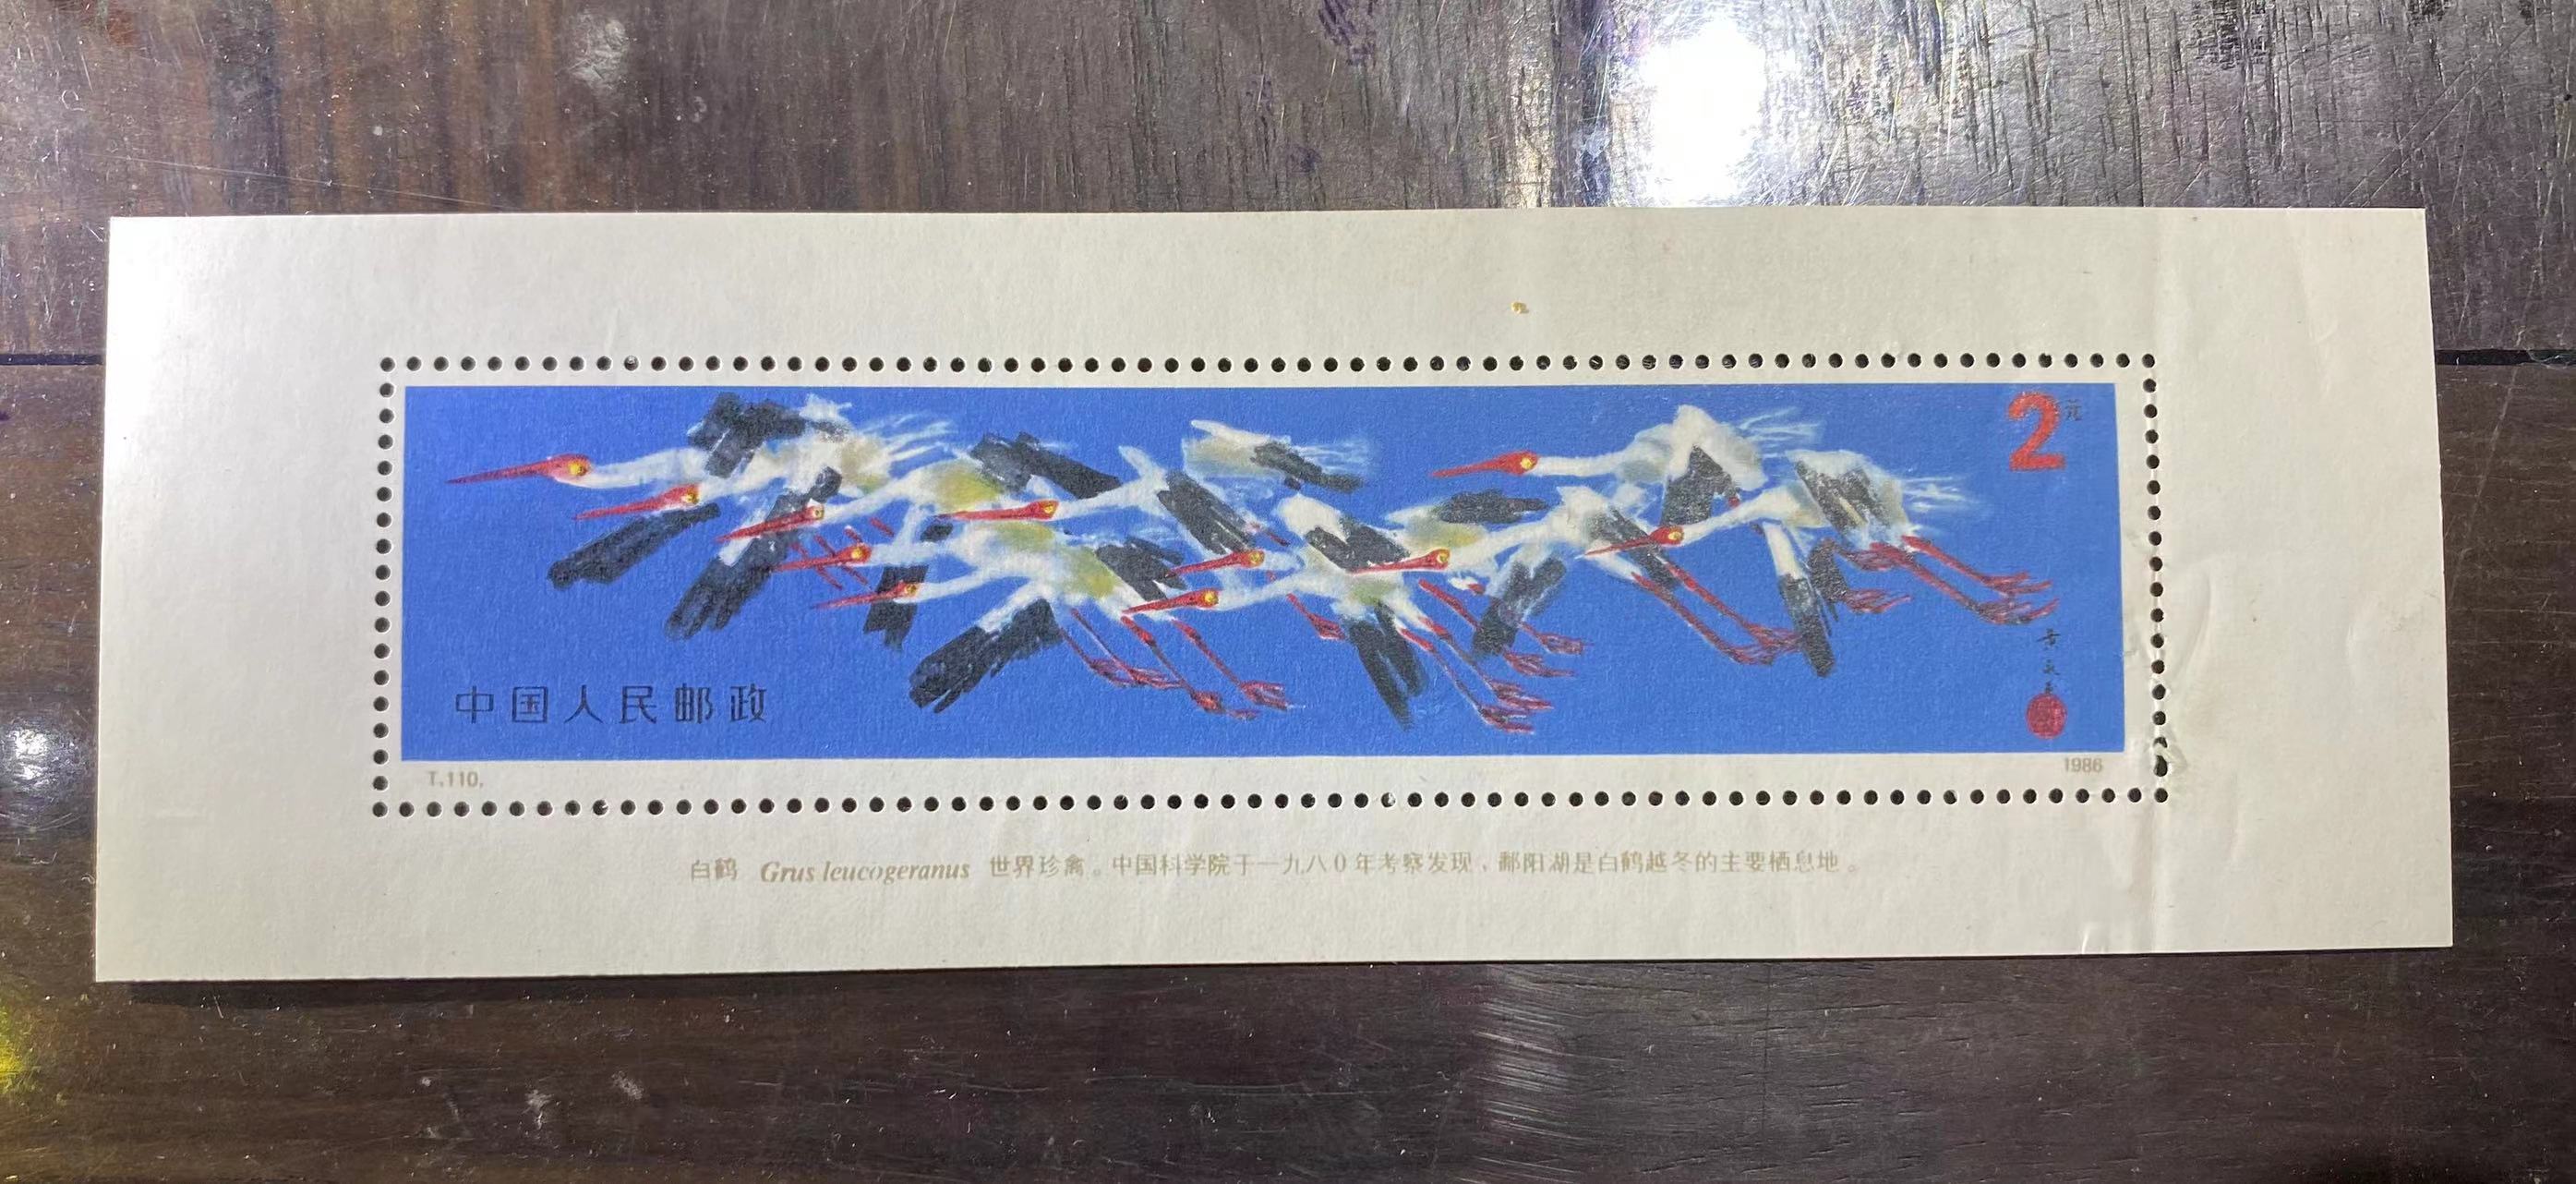 2元
中国人民邮政
T.110.
1986
白鹤 Grus leucogeranus 世界珍禽。中国科学院于一九八0年考察发现，鄱阳湖是白鹤越冬的主要栖息地。